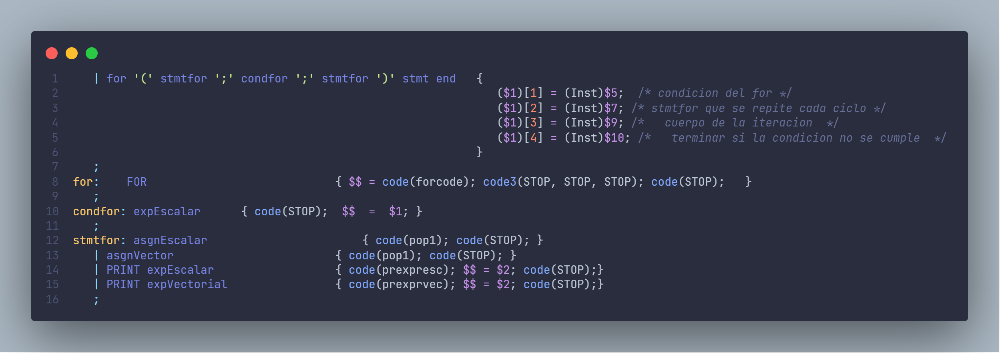 1 | for '(' stmtfor ';' condfor ';' stmtfor ')' stmt end {
2 ($1)[1] = (Inst)$5; /* condicion del for */
3 ($1)[2] = (Inst)$7; /* stmtfor que se repite cada ciclo */
4 ($1)[3] = (Inst)$9; /* cuerpo de la iteracion */
5 ($1)[4] = (Inst)$10; /* terminar si la condicion no se cumple */
6 }
7 ;
8 for: FOR { $$ = code(forcode); code3(STOP, STOP, STOP); code(STOP); }
9 ;
10 condfor: expEscalar { code(STOP); $$ = $1; }
11 ;
12 stmtfor: asgnEscalar { code(pop1); code(STOP); }
13 | asgnVector { code(pop1); code(STOP); }
14 | PRINT expEscalar { code(prexpresc); $$ = $2; code(STOP);}
15 | PRINT expVectorial { code(prexprvec); $$ = $2; code(STOP);}
16 ;